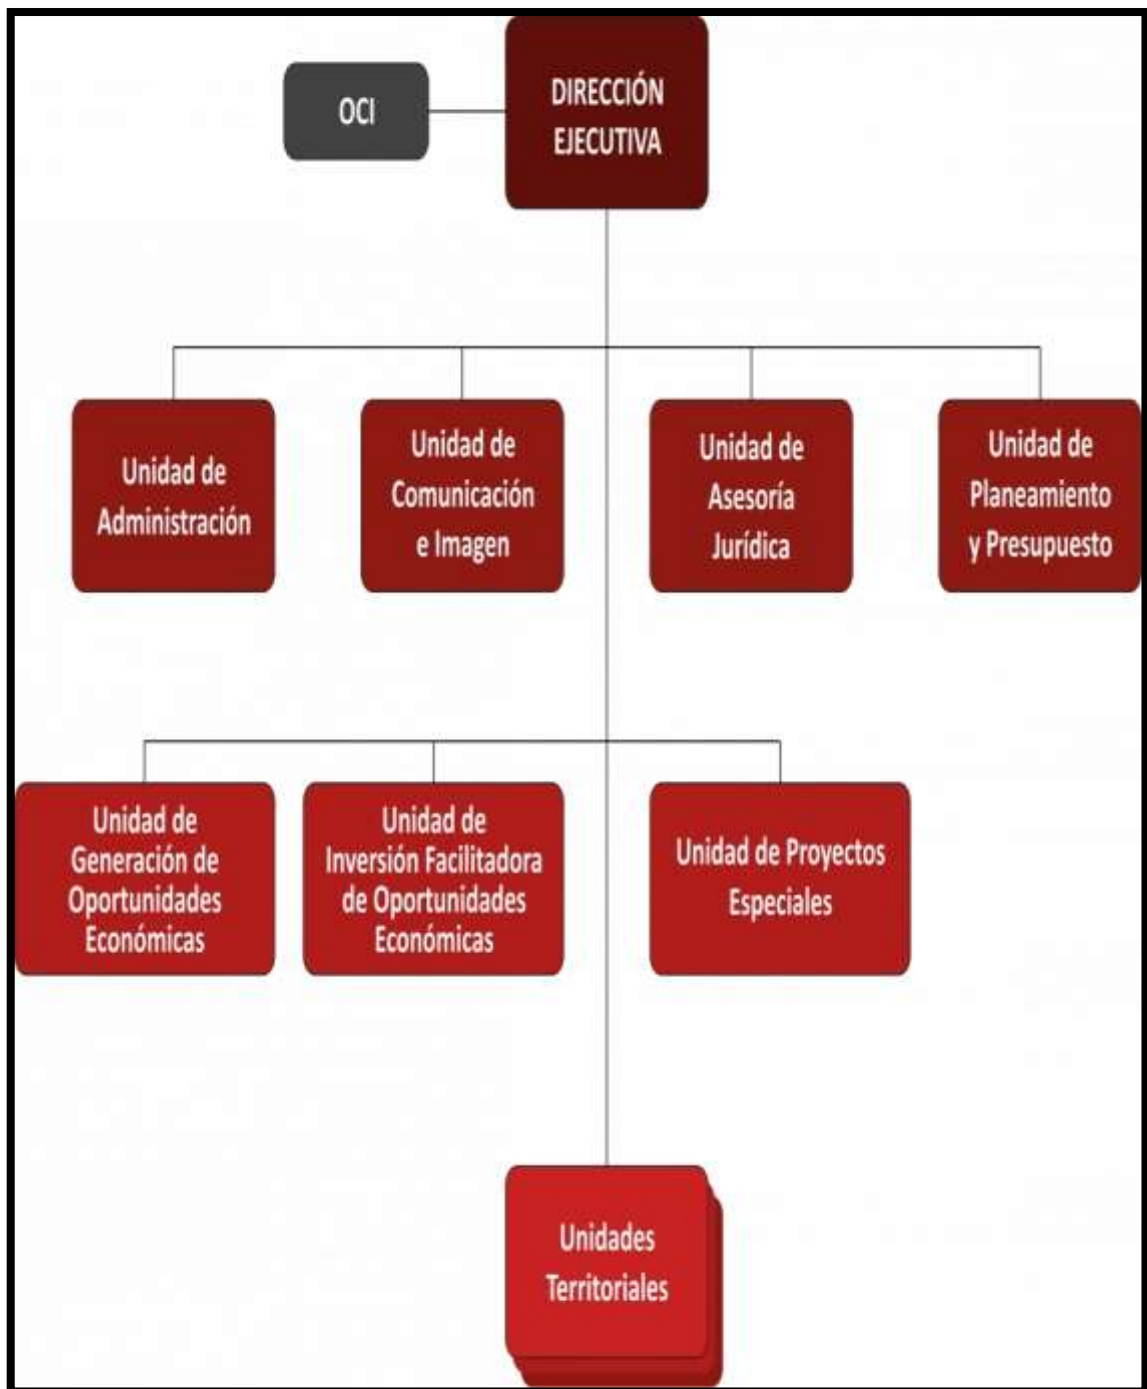 OCI
DIRECCIÓN
EJECUTIVA
Unidad de
Administración
Unidad de
Comunicación
e Imagen
Unidad de
Asesoría
Jurídica
Unidad de
Planeamiento
y Presupuesto
Unidad de
Generación de
Oportunidades
Económicas
Unidad de
Inversión Facilitadora
de Oportunidades
Económicas
Unidad de Proyectos
Especiales
Unidades
Territoriales